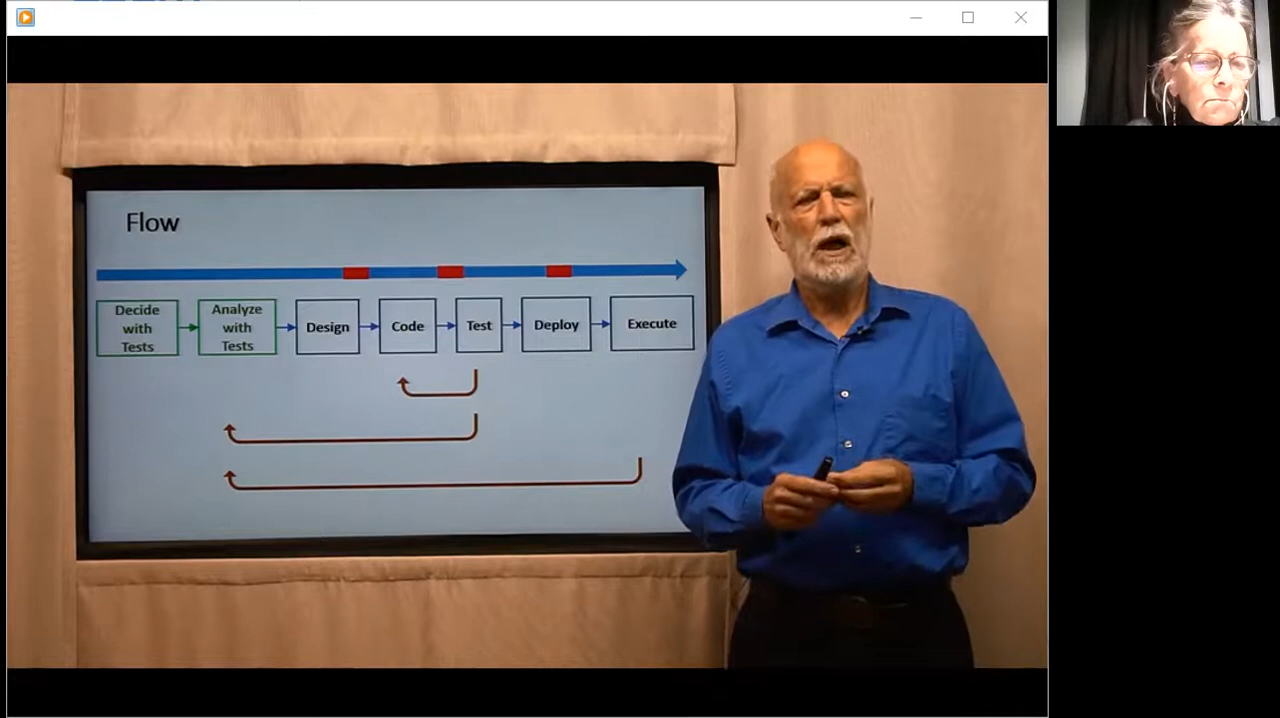 Flow
Decide
with
Tests
Analyze
with
Tests
Design
Code
Test
Deploy
Execute